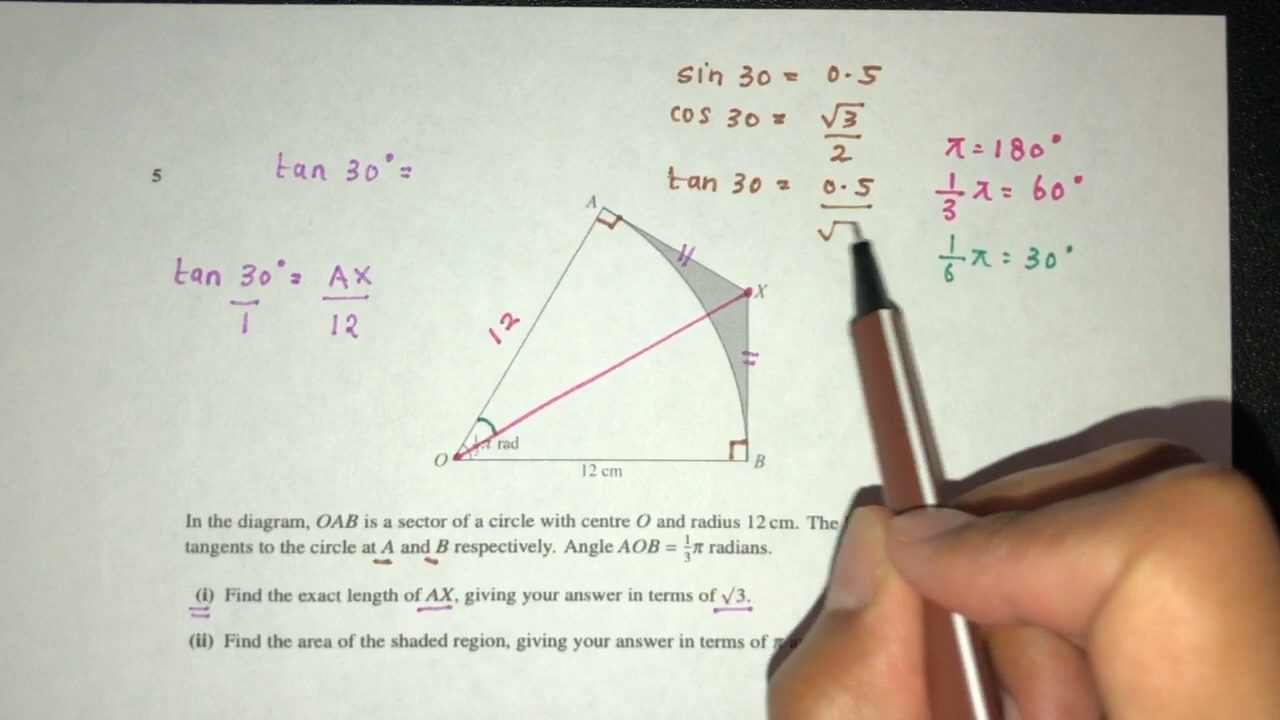 sin 30 = 0.5
cos 30 = √3/2
π = 180°
tan 30° =
tan 30 = 0.5/√
1/3 π = 60°
5
A
1/6 π = 30°
tan 30°/1 = AX/12
X
12
rad
O
B
12 cm
In the diagram, OAB is a sector of a circle with centre O and radius 12 cm. The
tangents to the circle at A and B respectively. Angle AOB = 1/3 π radians.
(i) Find the exact length of AX, giving your answer in terms of √3.
(ii) Find the area of the shaded region, giving your answer in terms of π